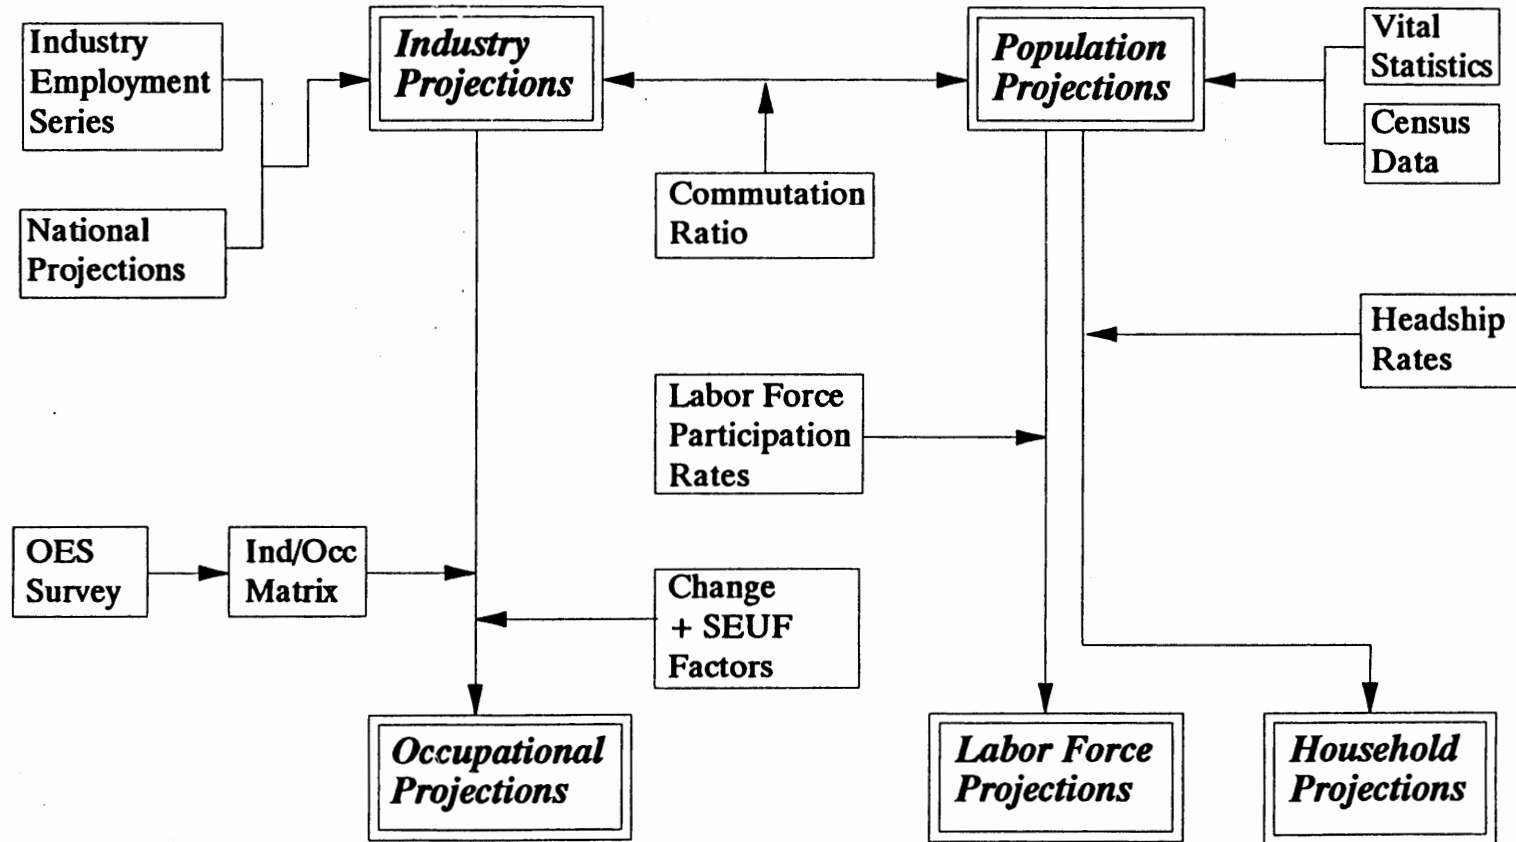 Industry
Employment
Series
Industry
Projections
Population
Projections
Vital
Statistics
Census
Data
National
Projections
Commutation
Ratio
Headship
Rates
Labor Force
Participation
Rates
OES
Survey
Ind/Occ
Matrix
Change
+ SEUF
Factors
Occupational
Projections
Labor Force
Projections
Household
Projections